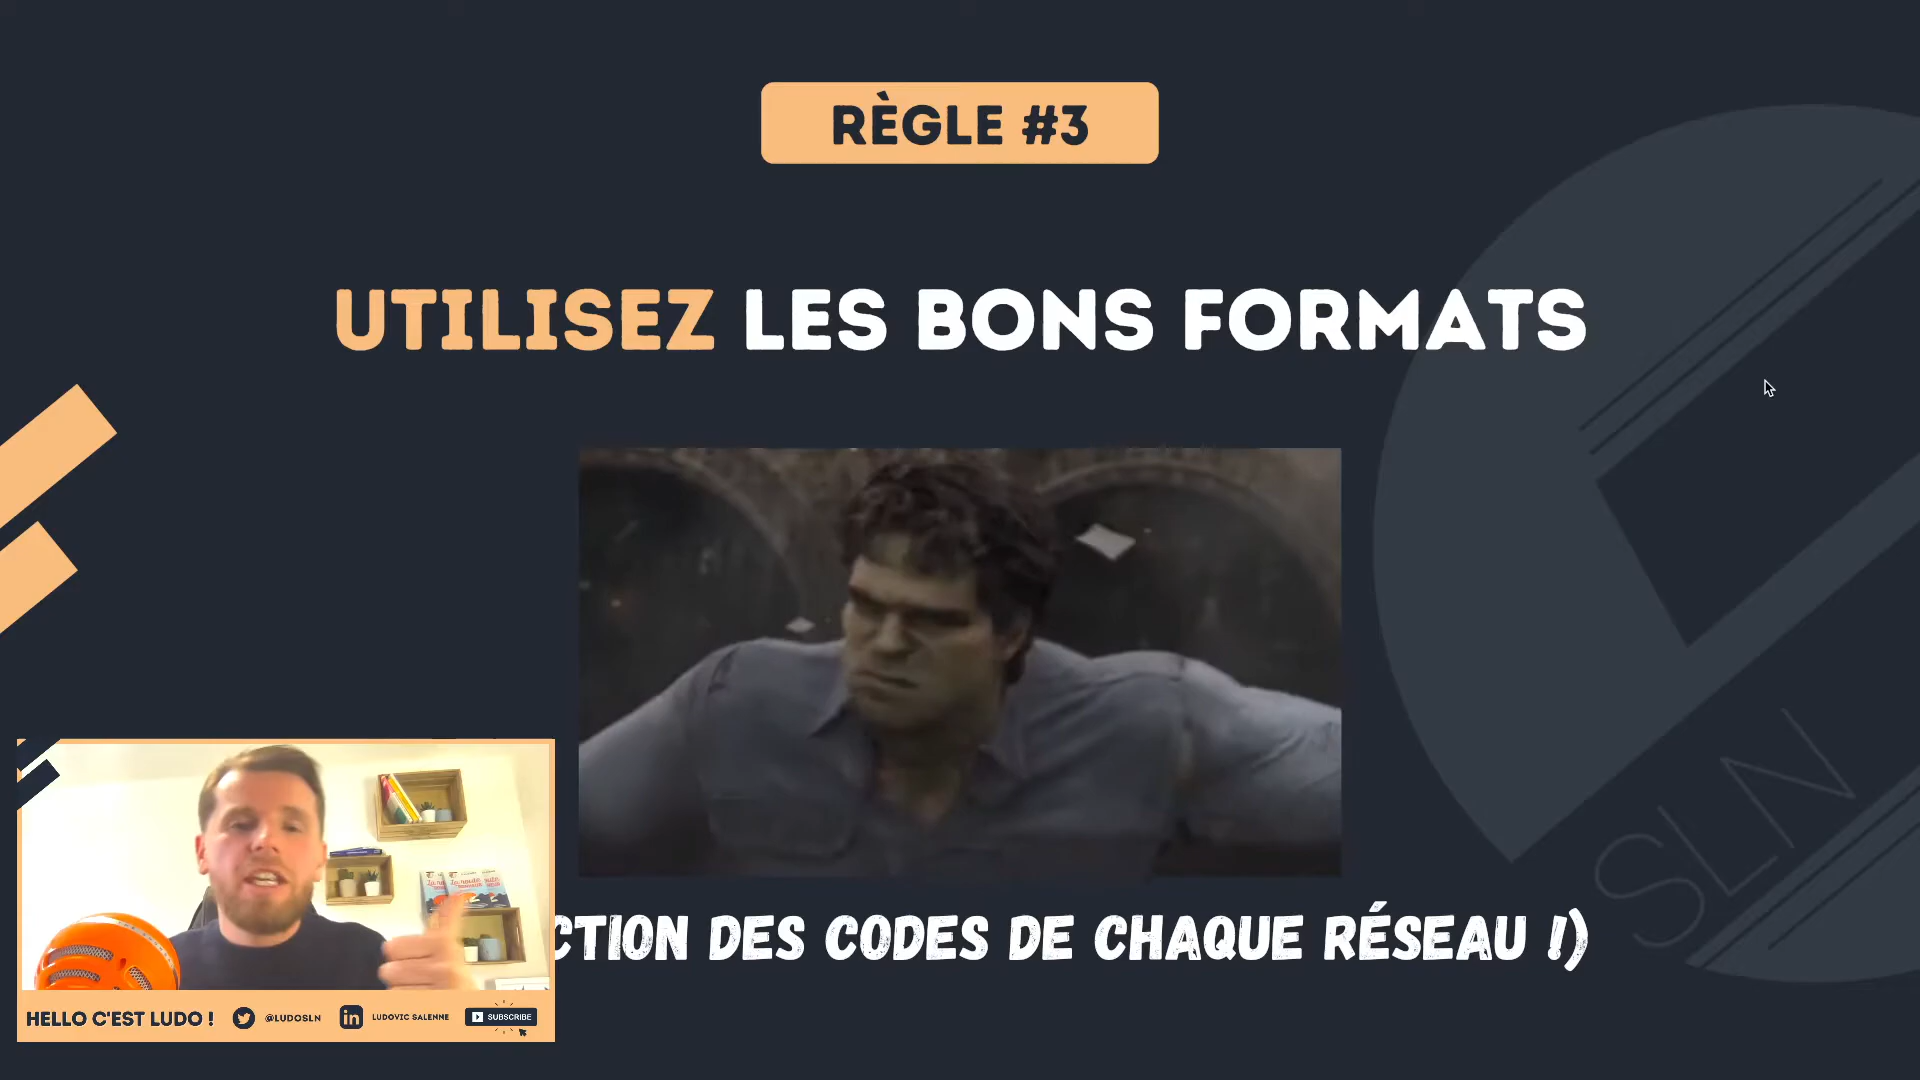 RÈGLE #3
UTILISEZ LES BONS FORMATS
CTION DES CODES DE CHAQUE RÉSEAU !)
SLN
HELLO C'EST LUDO ! @LUDOSLN in LUDOVIC SALENNE SUBSCRIBE